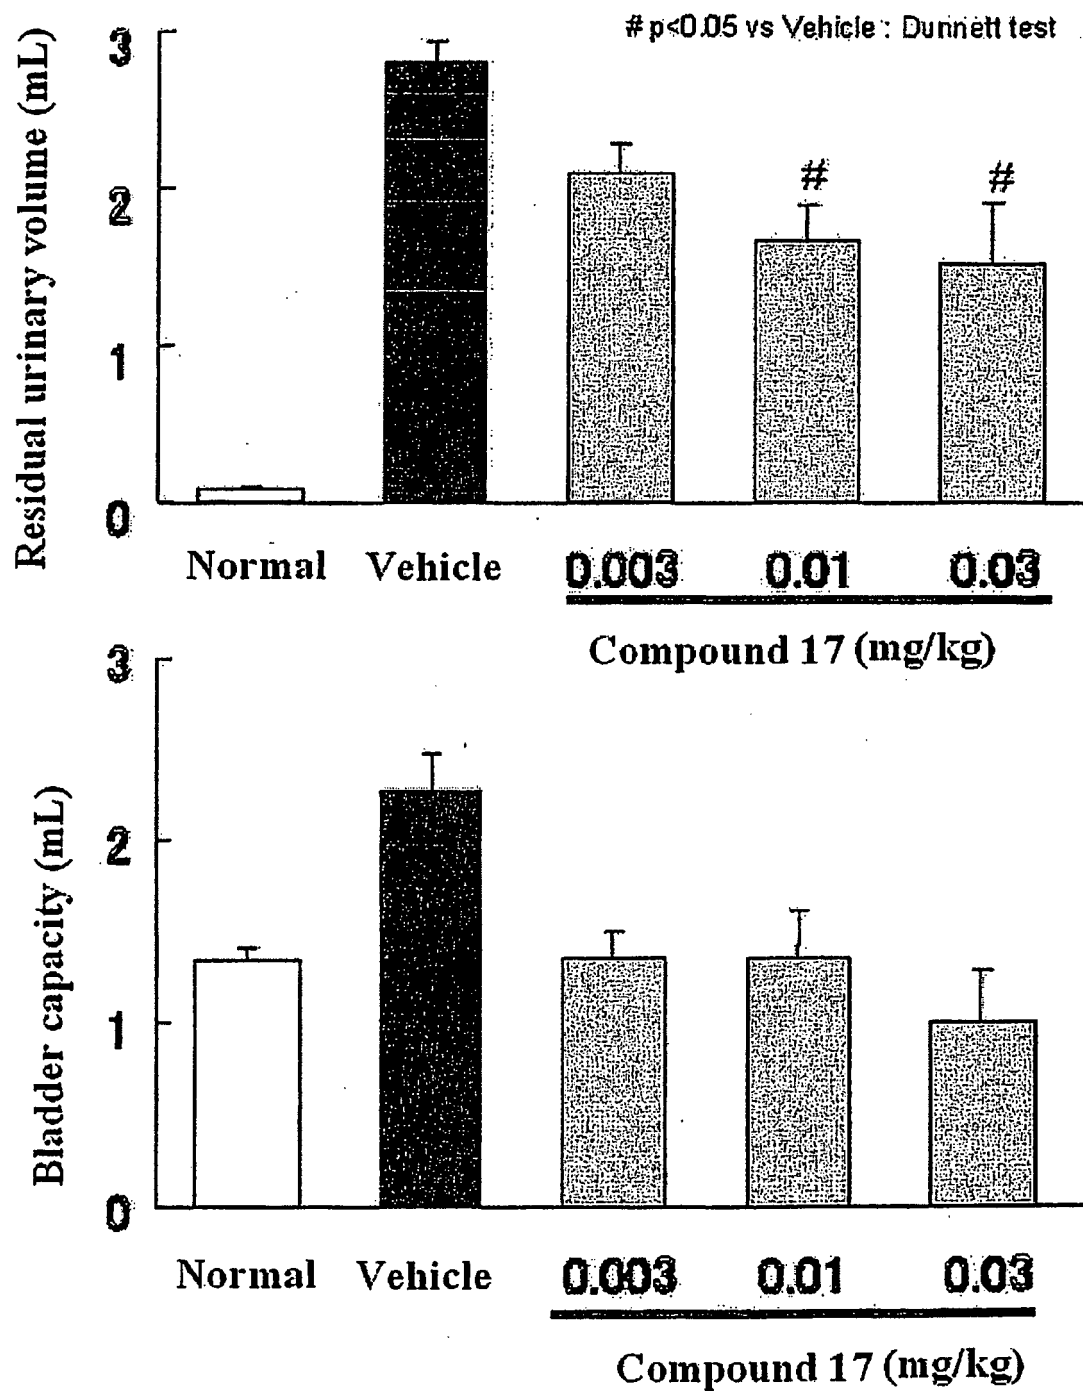 # p<0.05 vs Vehicle : Dunnett test
Residual urinary volume (mL)
3
2
1
0
Normal Vehicle 0.003 0.01 0.03
# #
Compound 17 (mg/kg)
Bladder capacity (mL)
3
2
1
0
Normal Vehicle 0.003 0.01 0.03
Compound 17 (mg/kg)